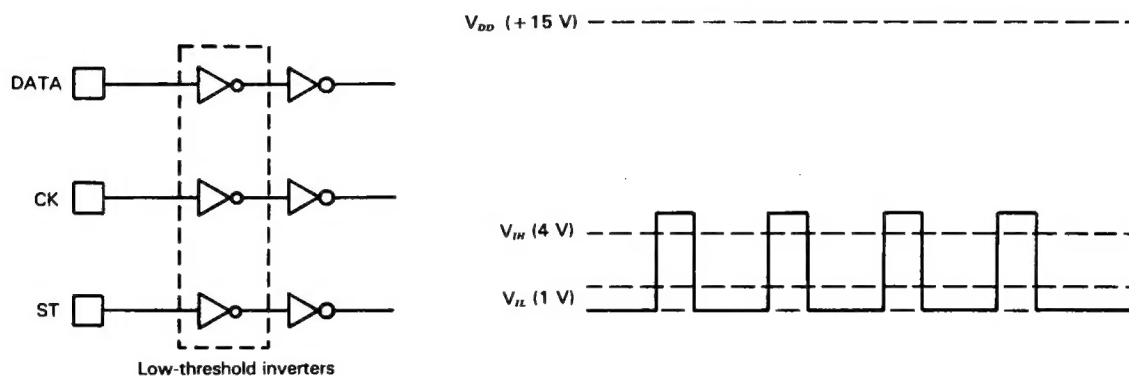 DATA
CK
ST
Low-threshold inverters
V_DD (+15 V)
V_IH (4 V)
V_IL (1 V)